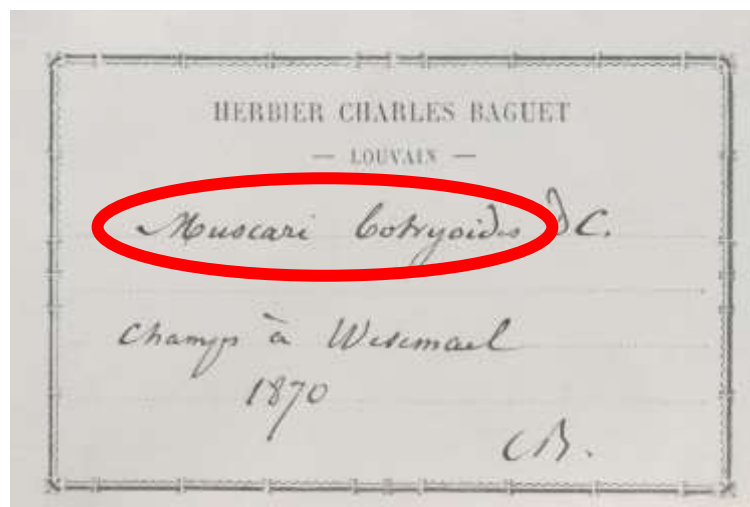 HERBIER CHARLES BAGUET
— LOUVAIN —
Muscari botryoides DC.
Champs à Wesemael
1870
CB.